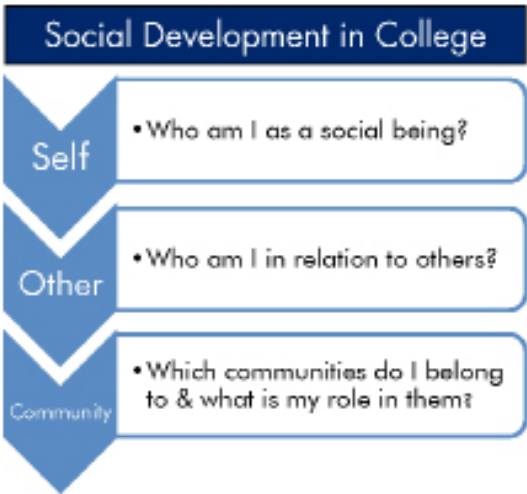 Social Development in College
Self
• Who am I as a social being?
Other
• Who am I in relation to others?
Community
• Which communities do I belong
to & what is my role in them?